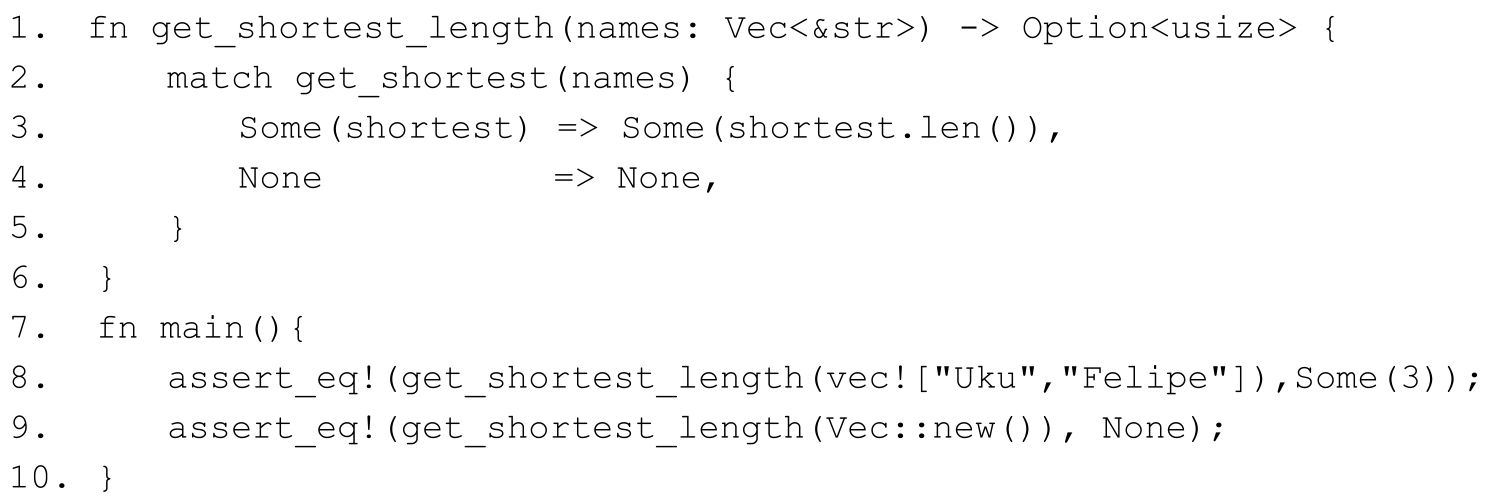 1. fn get_shortest_length(names: Vec<&str>) -> Option<usize> {
2. match get_shortest(names) {
3. Some(shortest) => Some(shortest.len()),
4. None => None,
5. }
6. }
7. fn main(){
8. assert_eq!(get_shortest_length(vec!["Uku","Felipe"]),Some(3));
9. assert_eq!(get_shortest_length(Vec::new()), None);
10. }